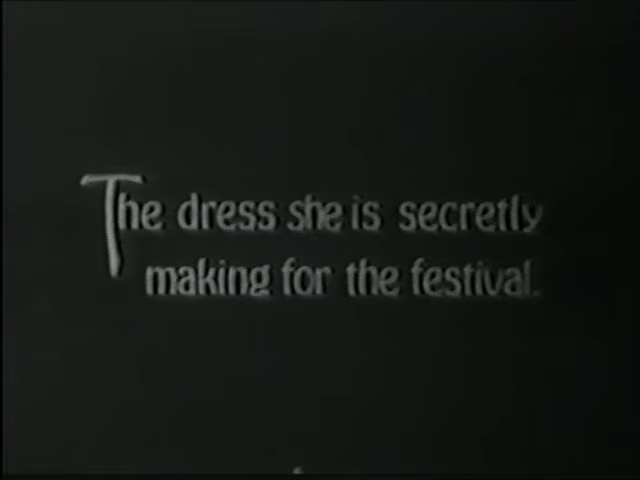 The dress she is secretly
making for the festival.